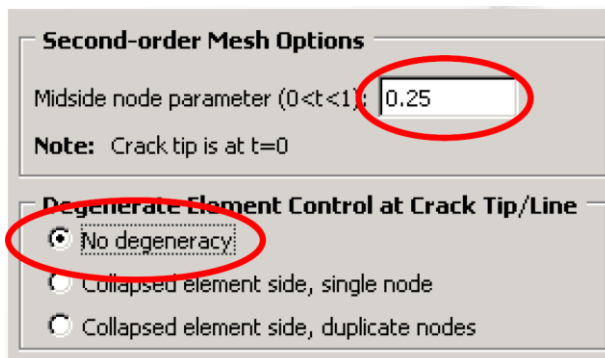 Second-order Mesh Options
Midside node parameter (0<t<1): 0.25
Note: Crack tip is at t=0
Degenerate Element Control at Crack Tip/Line
No degeneracy
Collapsed element side, single node
Collapsed element side, duplicate nodes